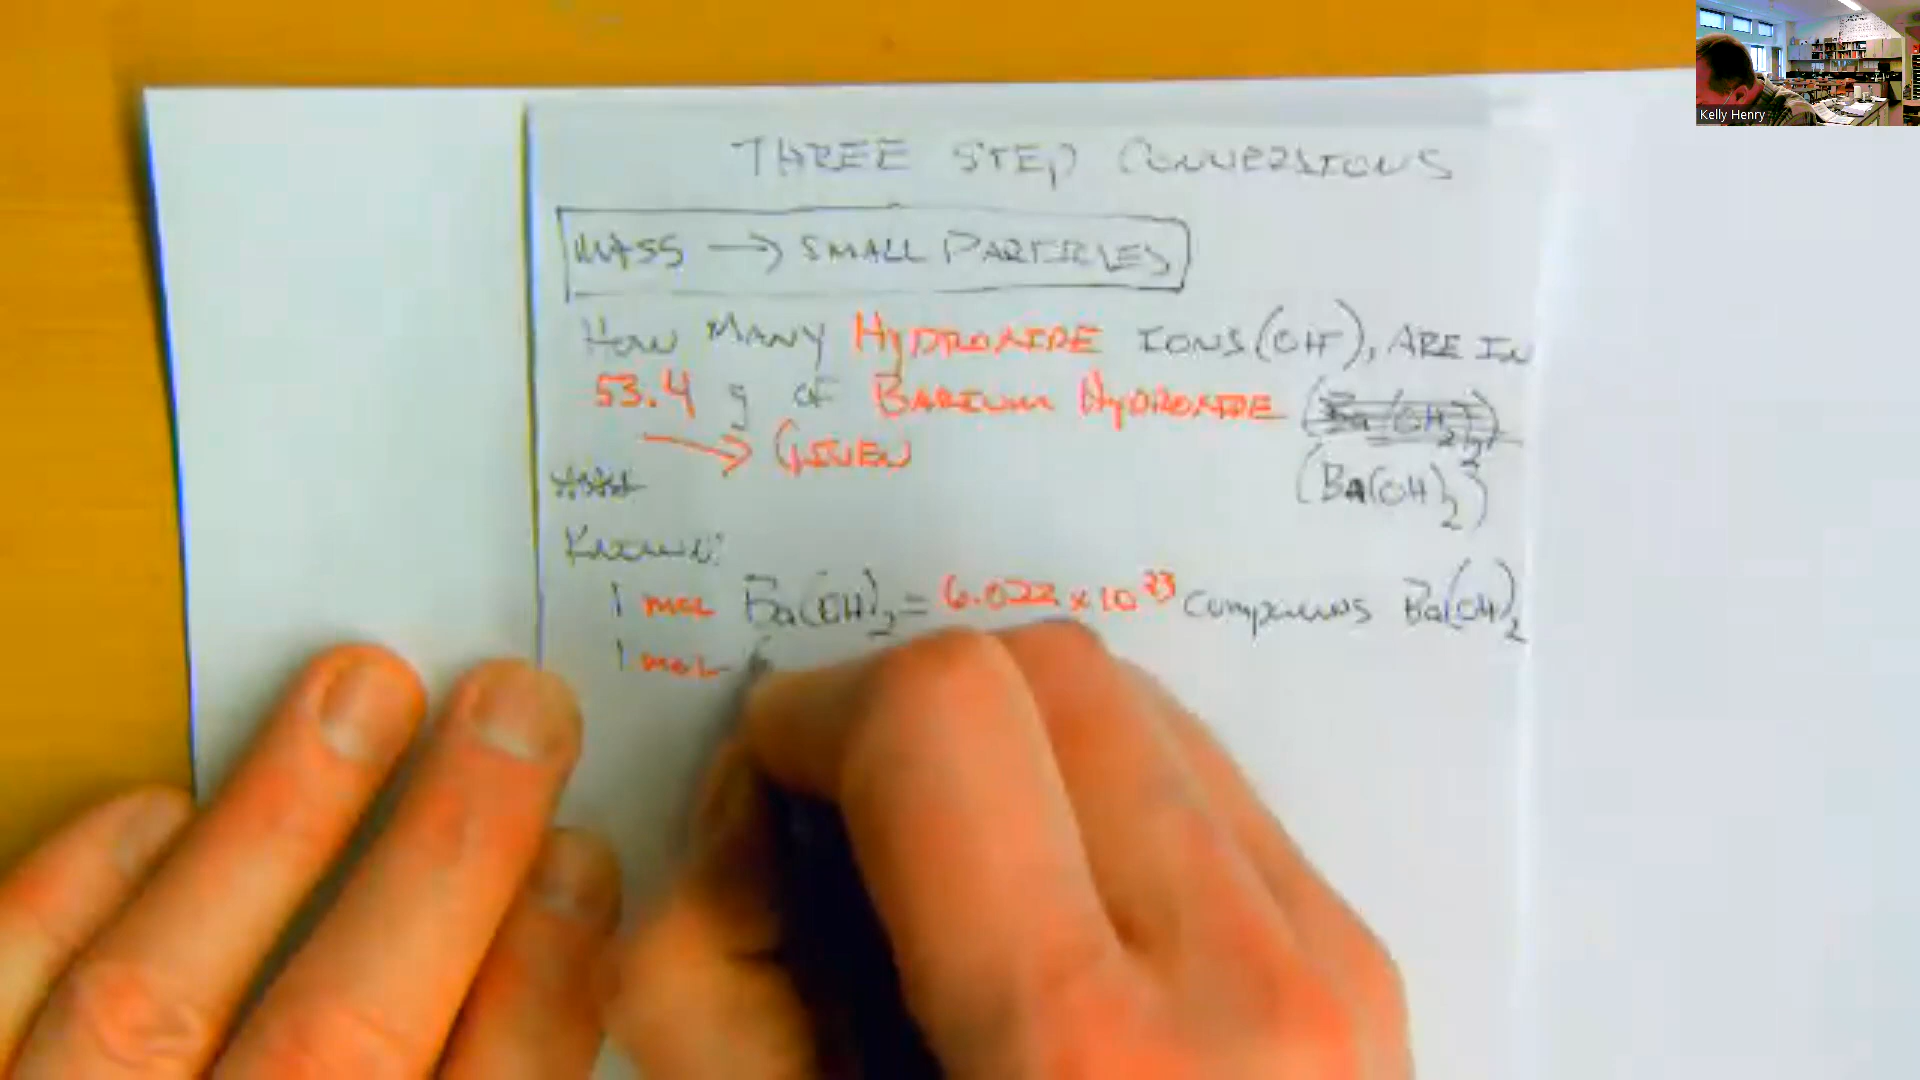 THREE STEP CONVERSIONS
MASS → SMALL PARTICLES
HOW MANY HYDROXIDE IONS (OH⁻), ARE IN
53.4 g OF BARIUM HYDROXIDE
(Ba(OH)₂)
→ GIVEN
KNOWN:
1 MOL Ba(OH)₂ = 6.022 x 10²³ COMPOUNDS Ba(OH)₂
1 MOL
Kelly Henry